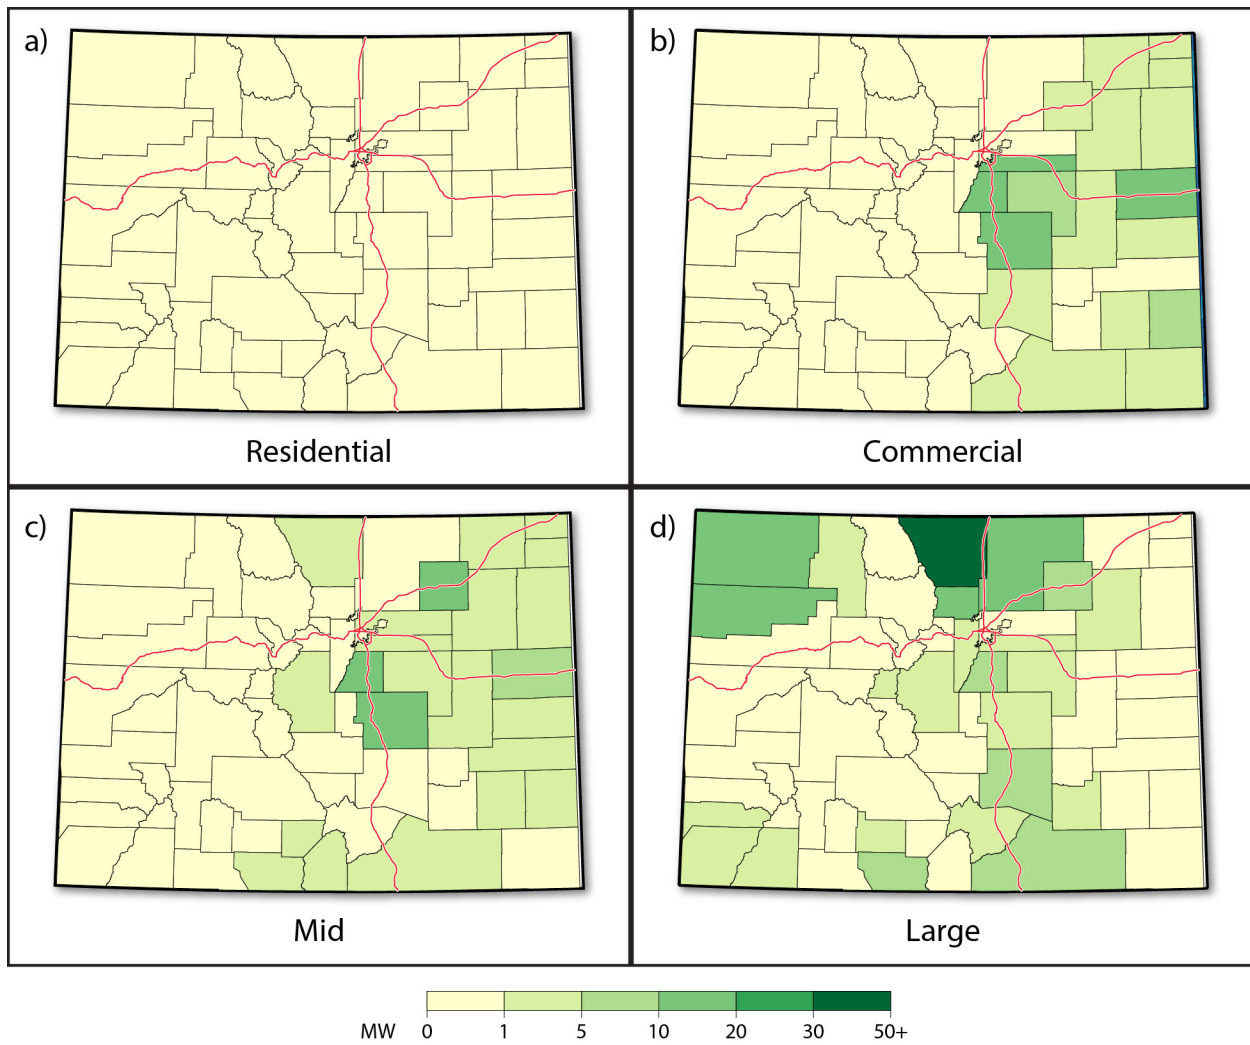 a)
b)
Residential
Commercial
c)
d)
Mid
Large
MW 0 1 5 10 20 30 50+